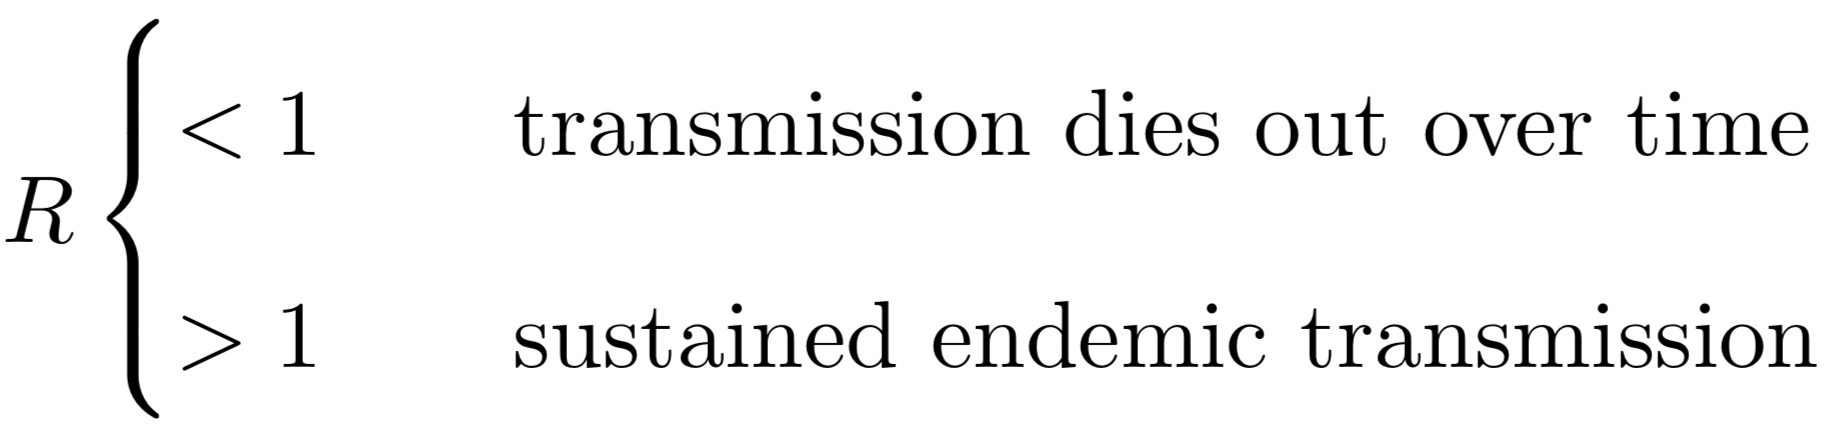 < 1 transmission dies out over time
R
> 1 sustained endemic transmission